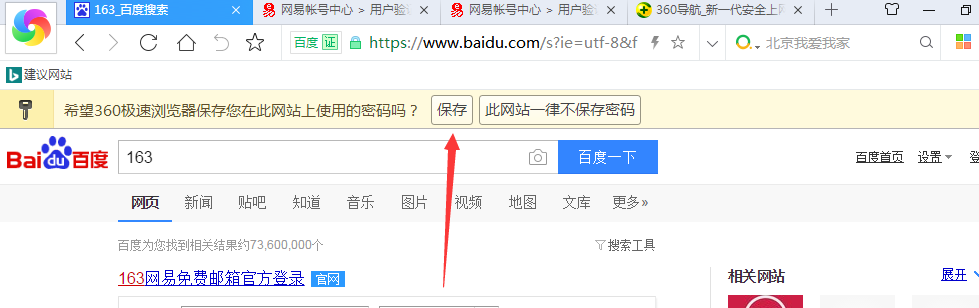 163_百度搜索
网易帐号中心 > 用户验
网易帐号中心 > 用户验
360导航_新一代安全上网
百度 证 https://www.baidu.com/s?ie=utf-8&f
北京我爱我家
建议网站
希望360极速浏览器保存您在此网站上使用的密码吗？ 保存 此网站一律不保存密码
Bai du 百度 163 百度一下 百度首页 设置 登
网页 新闻 贴吧 知道 音乐 图片 视频 地图 文库 更多»
百度为您找到相关结果约73,600,000个 搜索工具
163网易免费邮箱官方登录 官网 相关网站 展开